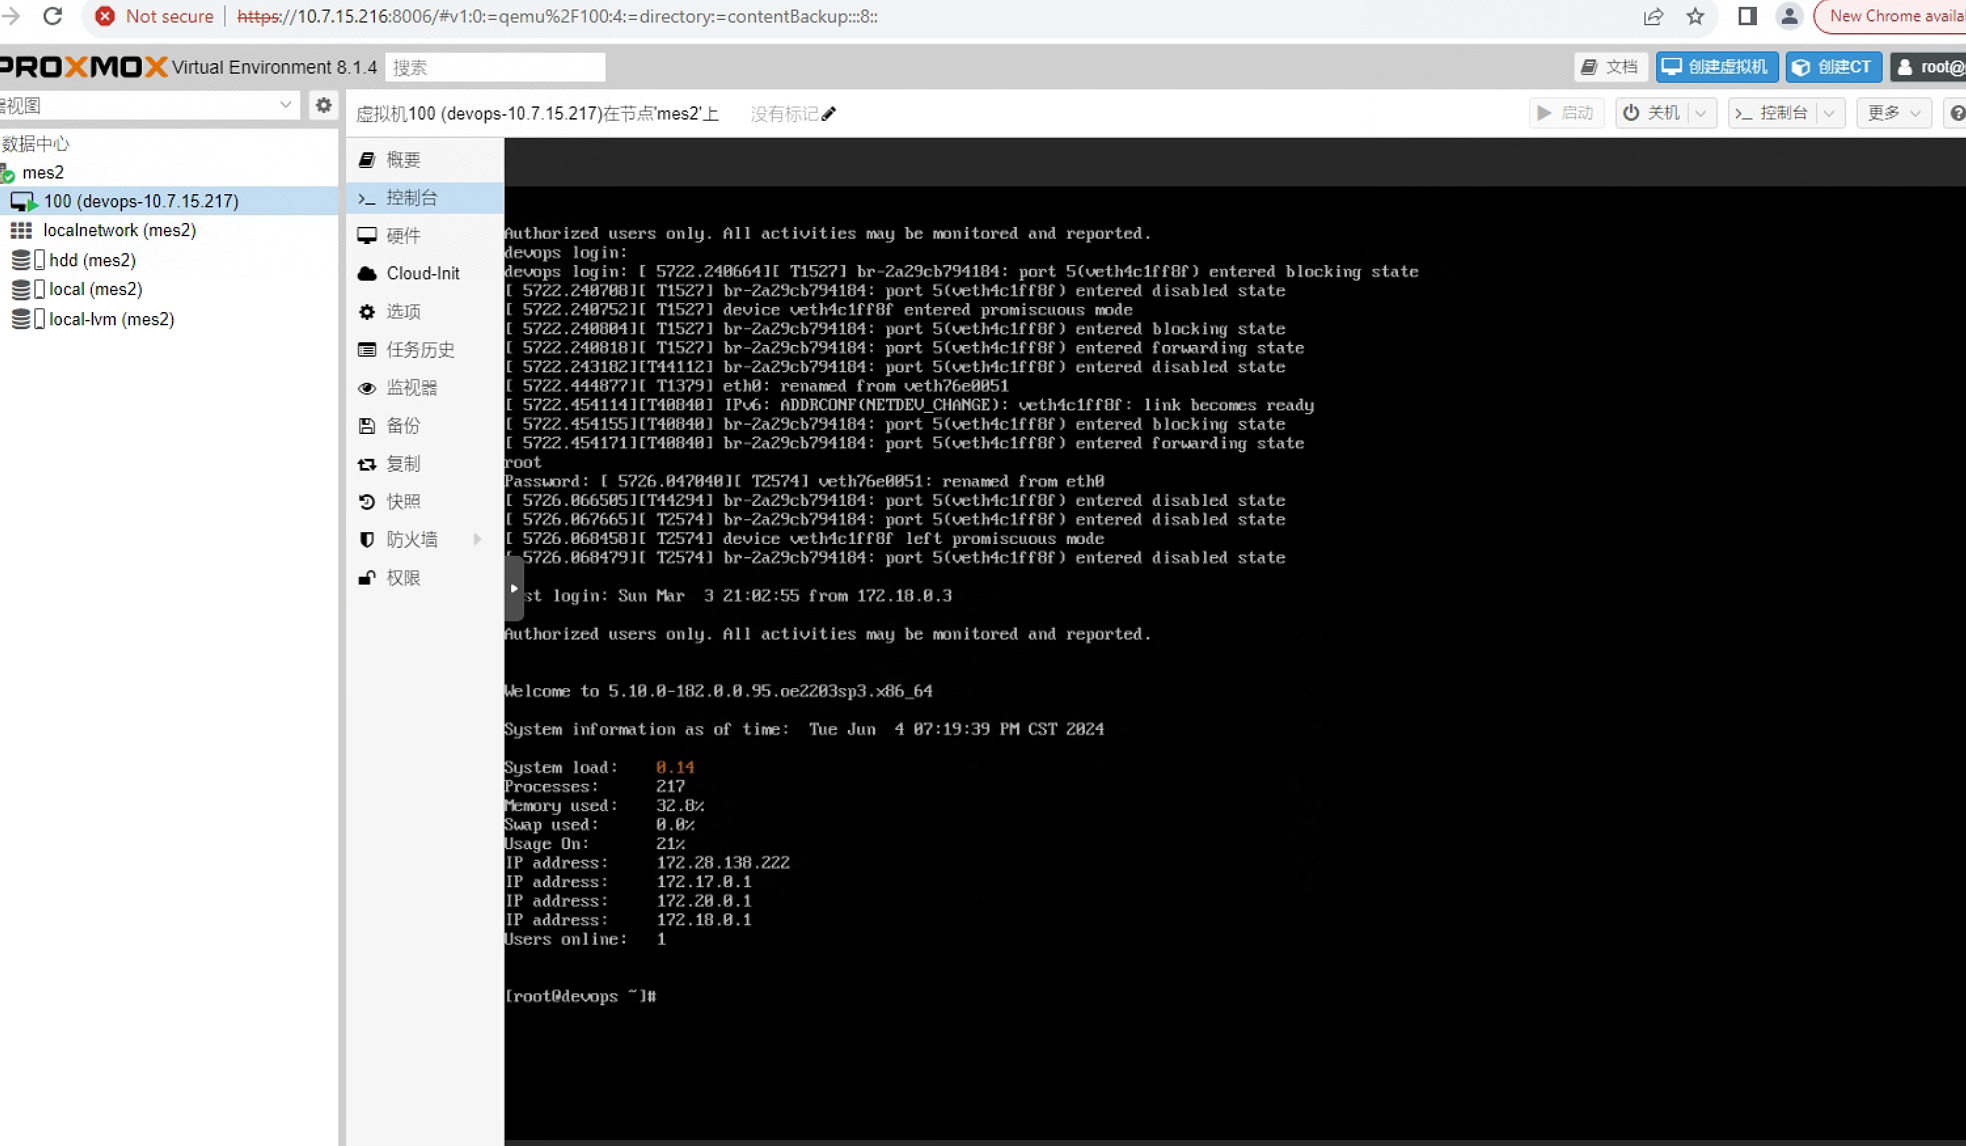 Not secure https://10.7.15.216:8006/#v1:0:=qemu%2F100:4:=directory:=contentBackup:::8::
New Chrome availa
PROXMOX Virtual Environment 8.1.4 搜索 文档 创建虚拟机 创建CT root@
视图
虚拟机100 (devops-10.7.15.217)在节点'mes2'上 没有标记 启动 关机 >_ 控制台 更多
数据中心
mes2
100 (devops-10.7.15.217)
localnetwork (mes2)
hdd (mes2)
local (mes2)
local-lvm (mes2)
概要
>_ 控制台
硬件
Cloud-Init
选项
任务历史
监视器
备份
复制
快照
防火墙
权限
Authorized users only. All activities may be monitored and reported.
devops login:
devops login: [ 5722.240664][ T1527] br-2a29cb794184: port 5(veth4c1ff8f) entered blocking state
[ 5722.240708][ T1527] br-2a29cb794184: port 5(veth4c1ff8f) entered disabled state
[ 5722.240752][ T1527] device veth4c1ff8f entered promiscuous mode
[ 5722.240804][ T1527] br-2a29cb794184: port 5(veth4c1ff8f) entered blocking state
[ 5722.240818][ T1527] br-2a29cb794184: port 5(veth4c1ff8f) entered forwarding state
[ 5722.243182][T44112] br-2a29cb794184: port 5(veth4c1ff8f) entered disabled state
[ 5722.444877][ T1379] eth0: renamed from veth76e0051
[ 5722.454114][T40840] IPv6: ADDRCONF(NETDEV_CHANGE): veth4c1ff8f: link becomes ready
[ 5722.454155][T40840] br-2a29cb794184: port 5(veth4c1ff8f) entered blocking state
[ 5722.454171][T40840] br-2a29cb794184: port 5(veth4c1ff8f) entered forwarding state
root
Password: [ 5726.047040][ T2574] veth76e0051: renamed from eth0
[ 5726.066505][T44294] br-2a29cb794184: port 5(veth4c1ff8f) entered disabled state
[ 5726.067665][ T2574] br-2a29cb794184: port 5(veth4c1ff8f) entered disabled state
[ 5726.068458][ T2574] device veth4c1ff8f left promiscuous mode
[ 5726.068479][ T2574] br-2a29cb794184: port 5(veth4c1ff8f) entered disabled state
st login: Sun Mar  3 21:02:55 from 172.18.0.3
Authorized users only. All activities may be monitored and reported.
Welcome to 5.10.0-182.0.0.95.oe2203sp3.x86_64
System information as of time:  Tue Jun  4 07:19:39 PM CST 2024
System load:    0.14
Processes:      217
Memory used:    32.8%
Swap used:      0.0%
Usage On:       21%
IP address:     172.28.138.222
IP address:     172.17.0.1
IP address:     172.20.0.1
IP address:     172.18.0.1
Users online:   1
[root@devops ~]#